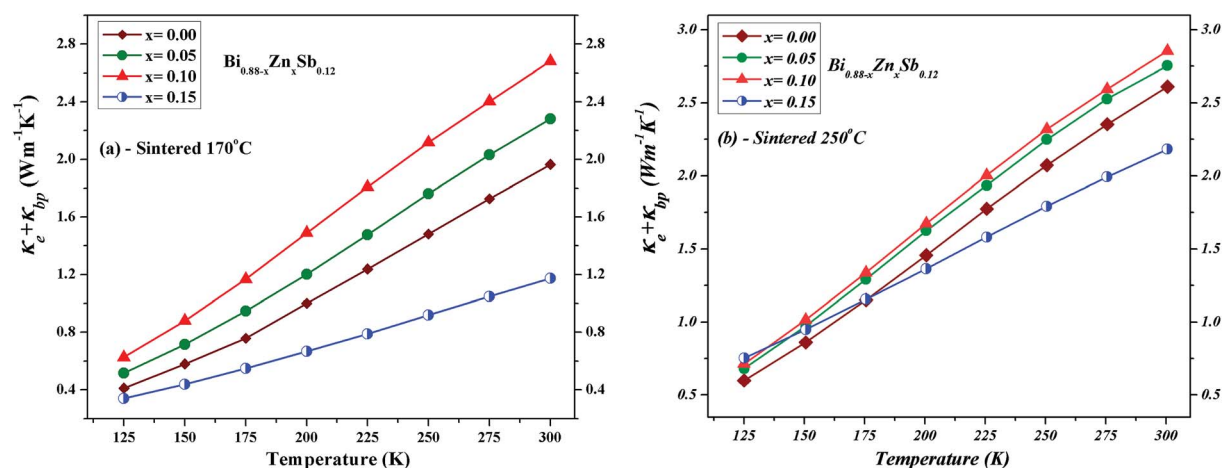 x= 0.00
x= 0.05
x= 0.10
x= 0.15
Bi0.88-xZnxSb0.12
(a) - Sintered 170°C
κe+κbp (Wm-1K-1)
2.8
2.4
2.0
1.6
1.2
0.8
0.4
2.8
2.4
2.0
1.6
1.2
0.8
0.4
125 150 175 200 225 250 275 300
Temperature (K)
x= 0.00
x= 0.05
x= 0.10
x= 0.15
Bi0.88-xZnxSb0.12
(b) - Sintered 250°C
κe+κbp (Wm-1K-1)
3.0
2.5
2.0
1.5
1.0
0.5
3.0
2.5
2.0
1.5
1.0
0.5
125 150 175 200 225 250 275 300
Temperature (K)